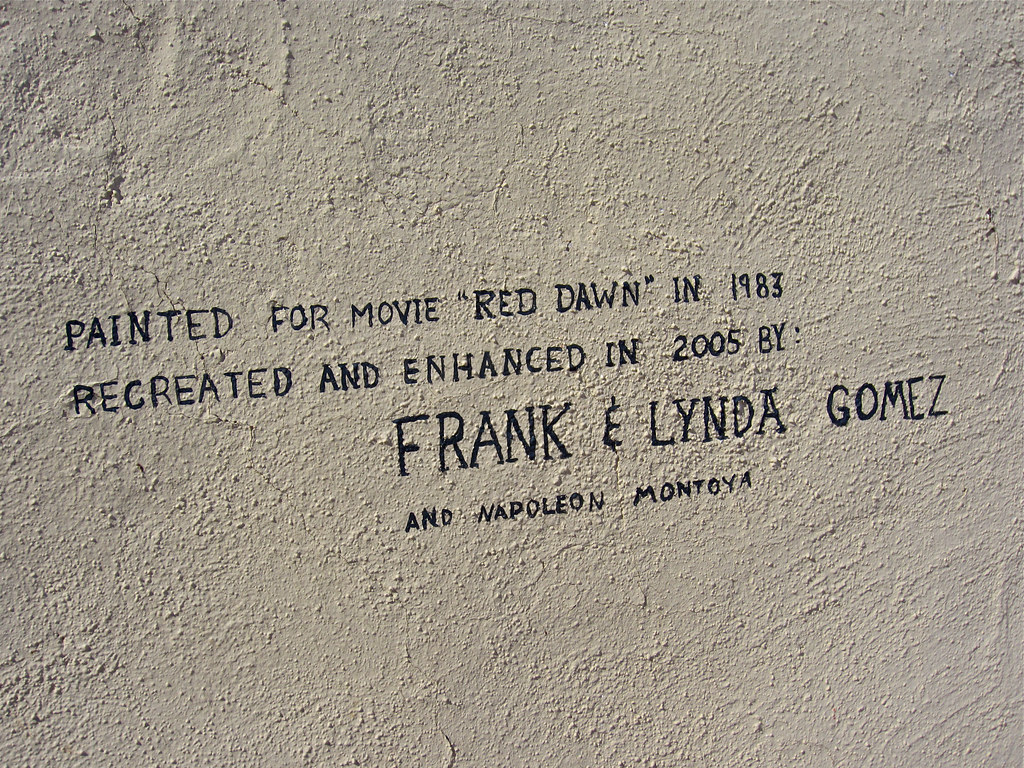 PAINTED FOR MOVIE "RED DAWN" IN 1983
RECREATED AND ENHANCED IN 2005 BY:
FRANK & LYNDA GOMEZ
AND NAPOLEON MONTOYA